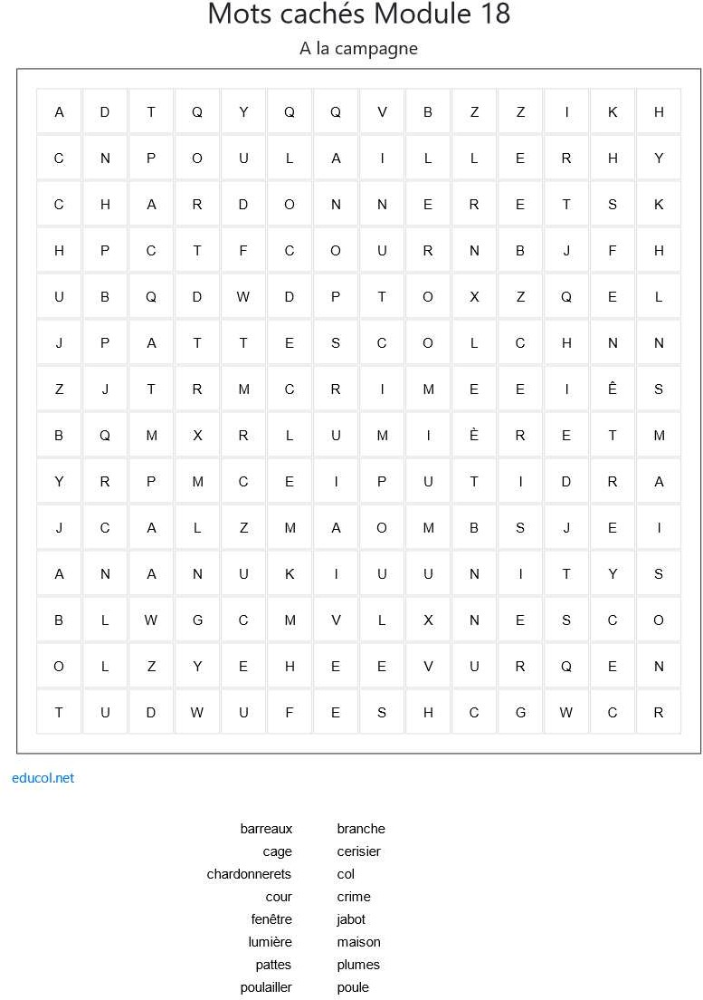 Mots cachés Module 18
A la campagne
A D T Q Y Q Q V B Z Z I K H
C N P O U L A I L L E R H Y
C H A R D O N N E R E T S K
H P C T F C O U R N B J F H
U B Q D W D P T O X Z Q E L
J P A T T E S C O L C H N N
Z J T R M C R I M E E I Ê S
B Q M X R L U M I È R E T M
Y R P M C E I P U T I D R A
J C A L Z M A O M B S J E I
A N A N U K I U U N I T Y S
B L W G C M V L X N E S C O
O L Z Y E H E E V U R Q E N
T U D W U F E S H C G W C R
educol.net
barreaux branche
cage cerisier
chardonnerets col
cour crime
fenêtre jabot
lumière maison
pattes plumes
poulailler poule